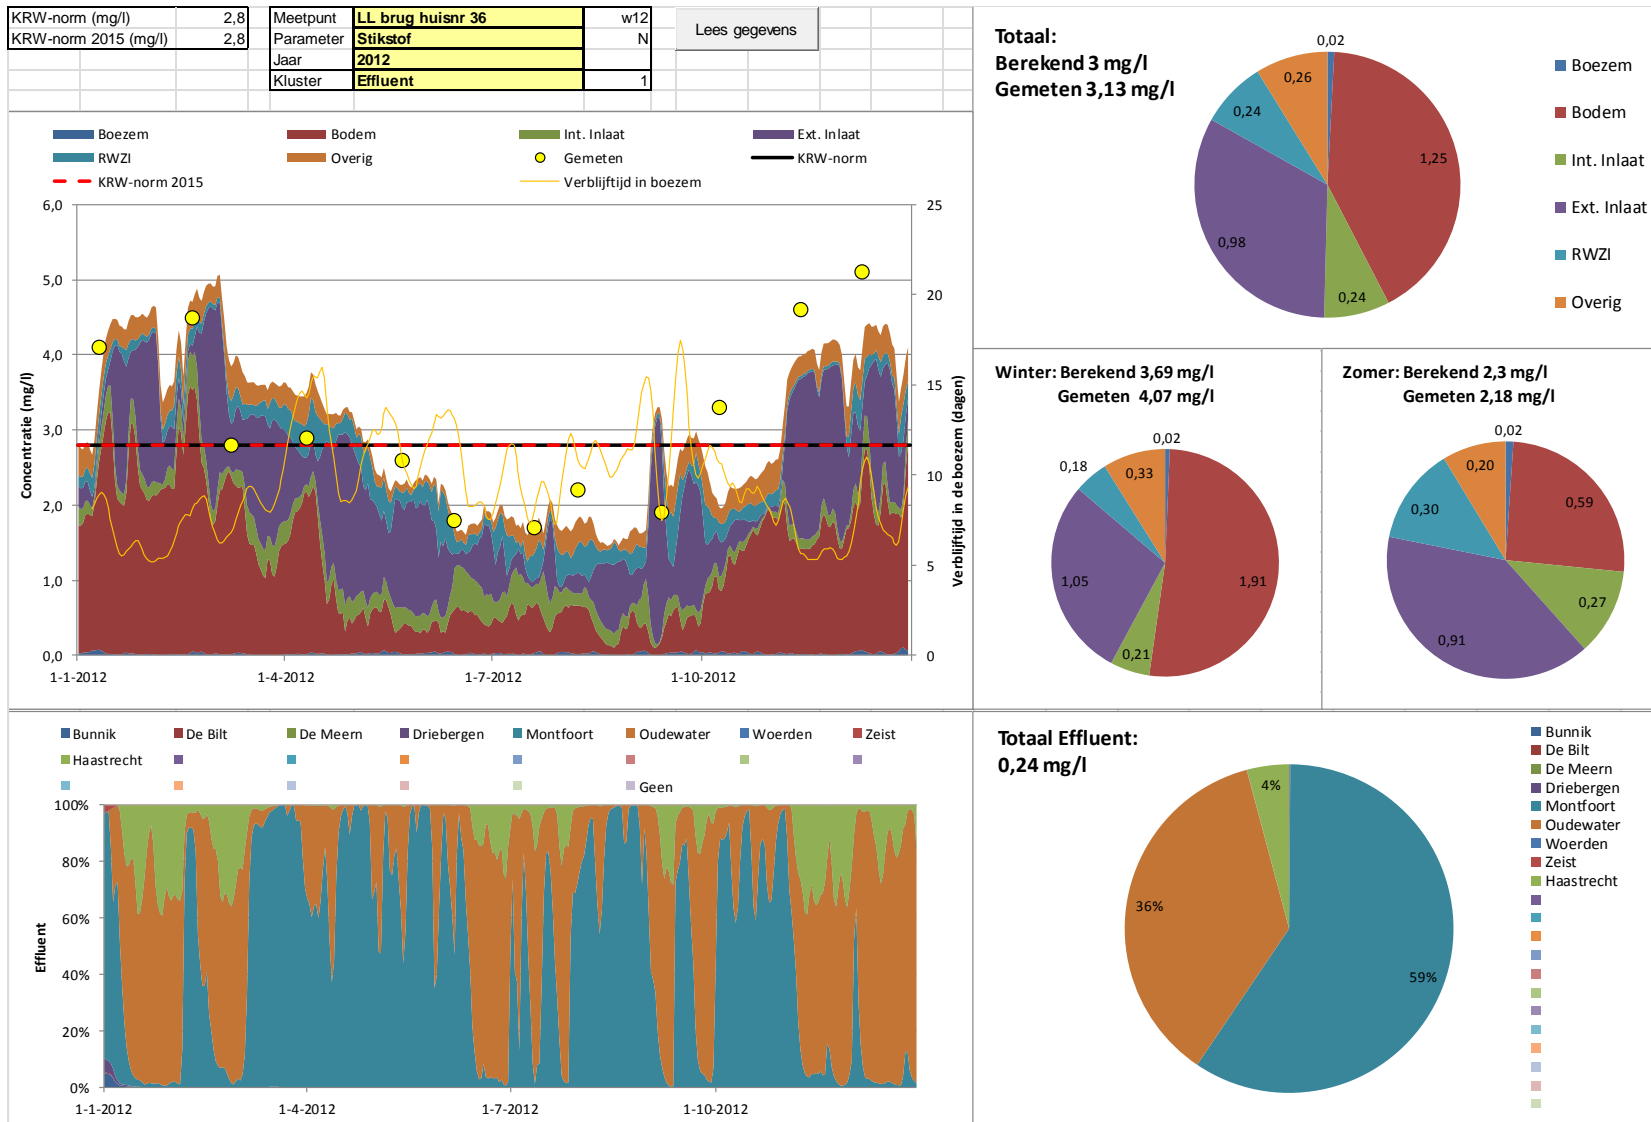 KRW-norm (mg/l) 2,8 Meetpunt LL brug huisnr 36 w12
KRW-norm 2015 (mg/l) 2,8 Parameter Stikstof N
Jaar 2012
Kluster Effluent 1
Lees gegevens
Boezem Bodem Int. Inlaat Ext. Inlaat
RWZI Overig Gemeten KRW-norm
KRW-norm 2015 Verblijftijd in boezem
6,0 25
5,0 20
4,0 15
3,0 10
2,0 5
1,0 0
0,0
Concentratie (mg/l)
Verblijftijd in de boezem (dagen)
1-1-2012 1-4-2012 1-7-2012 1-10-2012
Totaal:
Berekend 3 mg/l
Gemeten 3,13 mg/l
0,02
0,26
0,24
1,25
0,98
0,24
Boezem
Bodem
Int. Inlaat
Ext. Inlaat
RWZI
Overig
Winter: Berekend 3,69 mg/l
Gemeten 4,07 mg/l
0,02
0,33
0,18
1,05
1,91
0,21
Zomer: Berekend 2,3 mg/l
Gemeten 2,18 mg/l
0,02
0,20
0,59
0,30
0,27
0,91
Bunnik De Bilt De Meern Driebergen Montfoort Oudewater Woerden Zeist
Haastrecht
Geen
100%
80%
60%
40%
20%
0%
Effluent
1-1-2012 1-4-2012 1-7-2012 1-10-2012
Totaal Effluent:
0,24 mg/l
4%
36%
59%
Bunnik
De Bilt
De Meern
Driebergen
Montfoort
Oudewater
Woerden
Zeist
Haastrecht